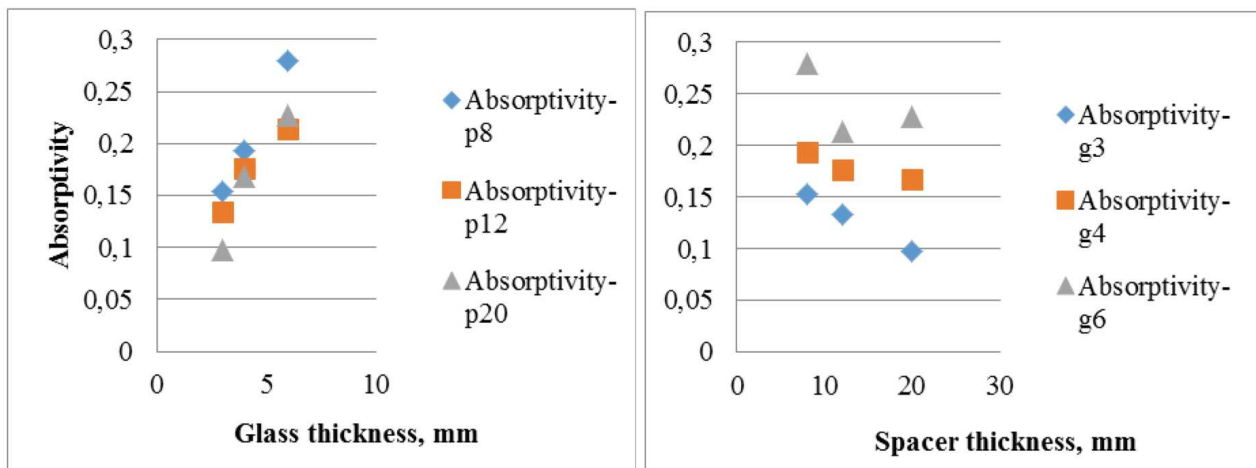 0,3
0,25
0,2
0,15
0,1
0,05
0
Absorptivity
0 5 10
Glass thickness, mm
Absorptivity-
p8
Absorptivity-
p12
Absorptivity-
p20
0,3
0,25
0,2
0,15
0,1
0,05
0
0 10 20 30
Spacer thickness, mm
Absorptivity-
g3
Absorptivity-
g4
Absorptivity-
g6